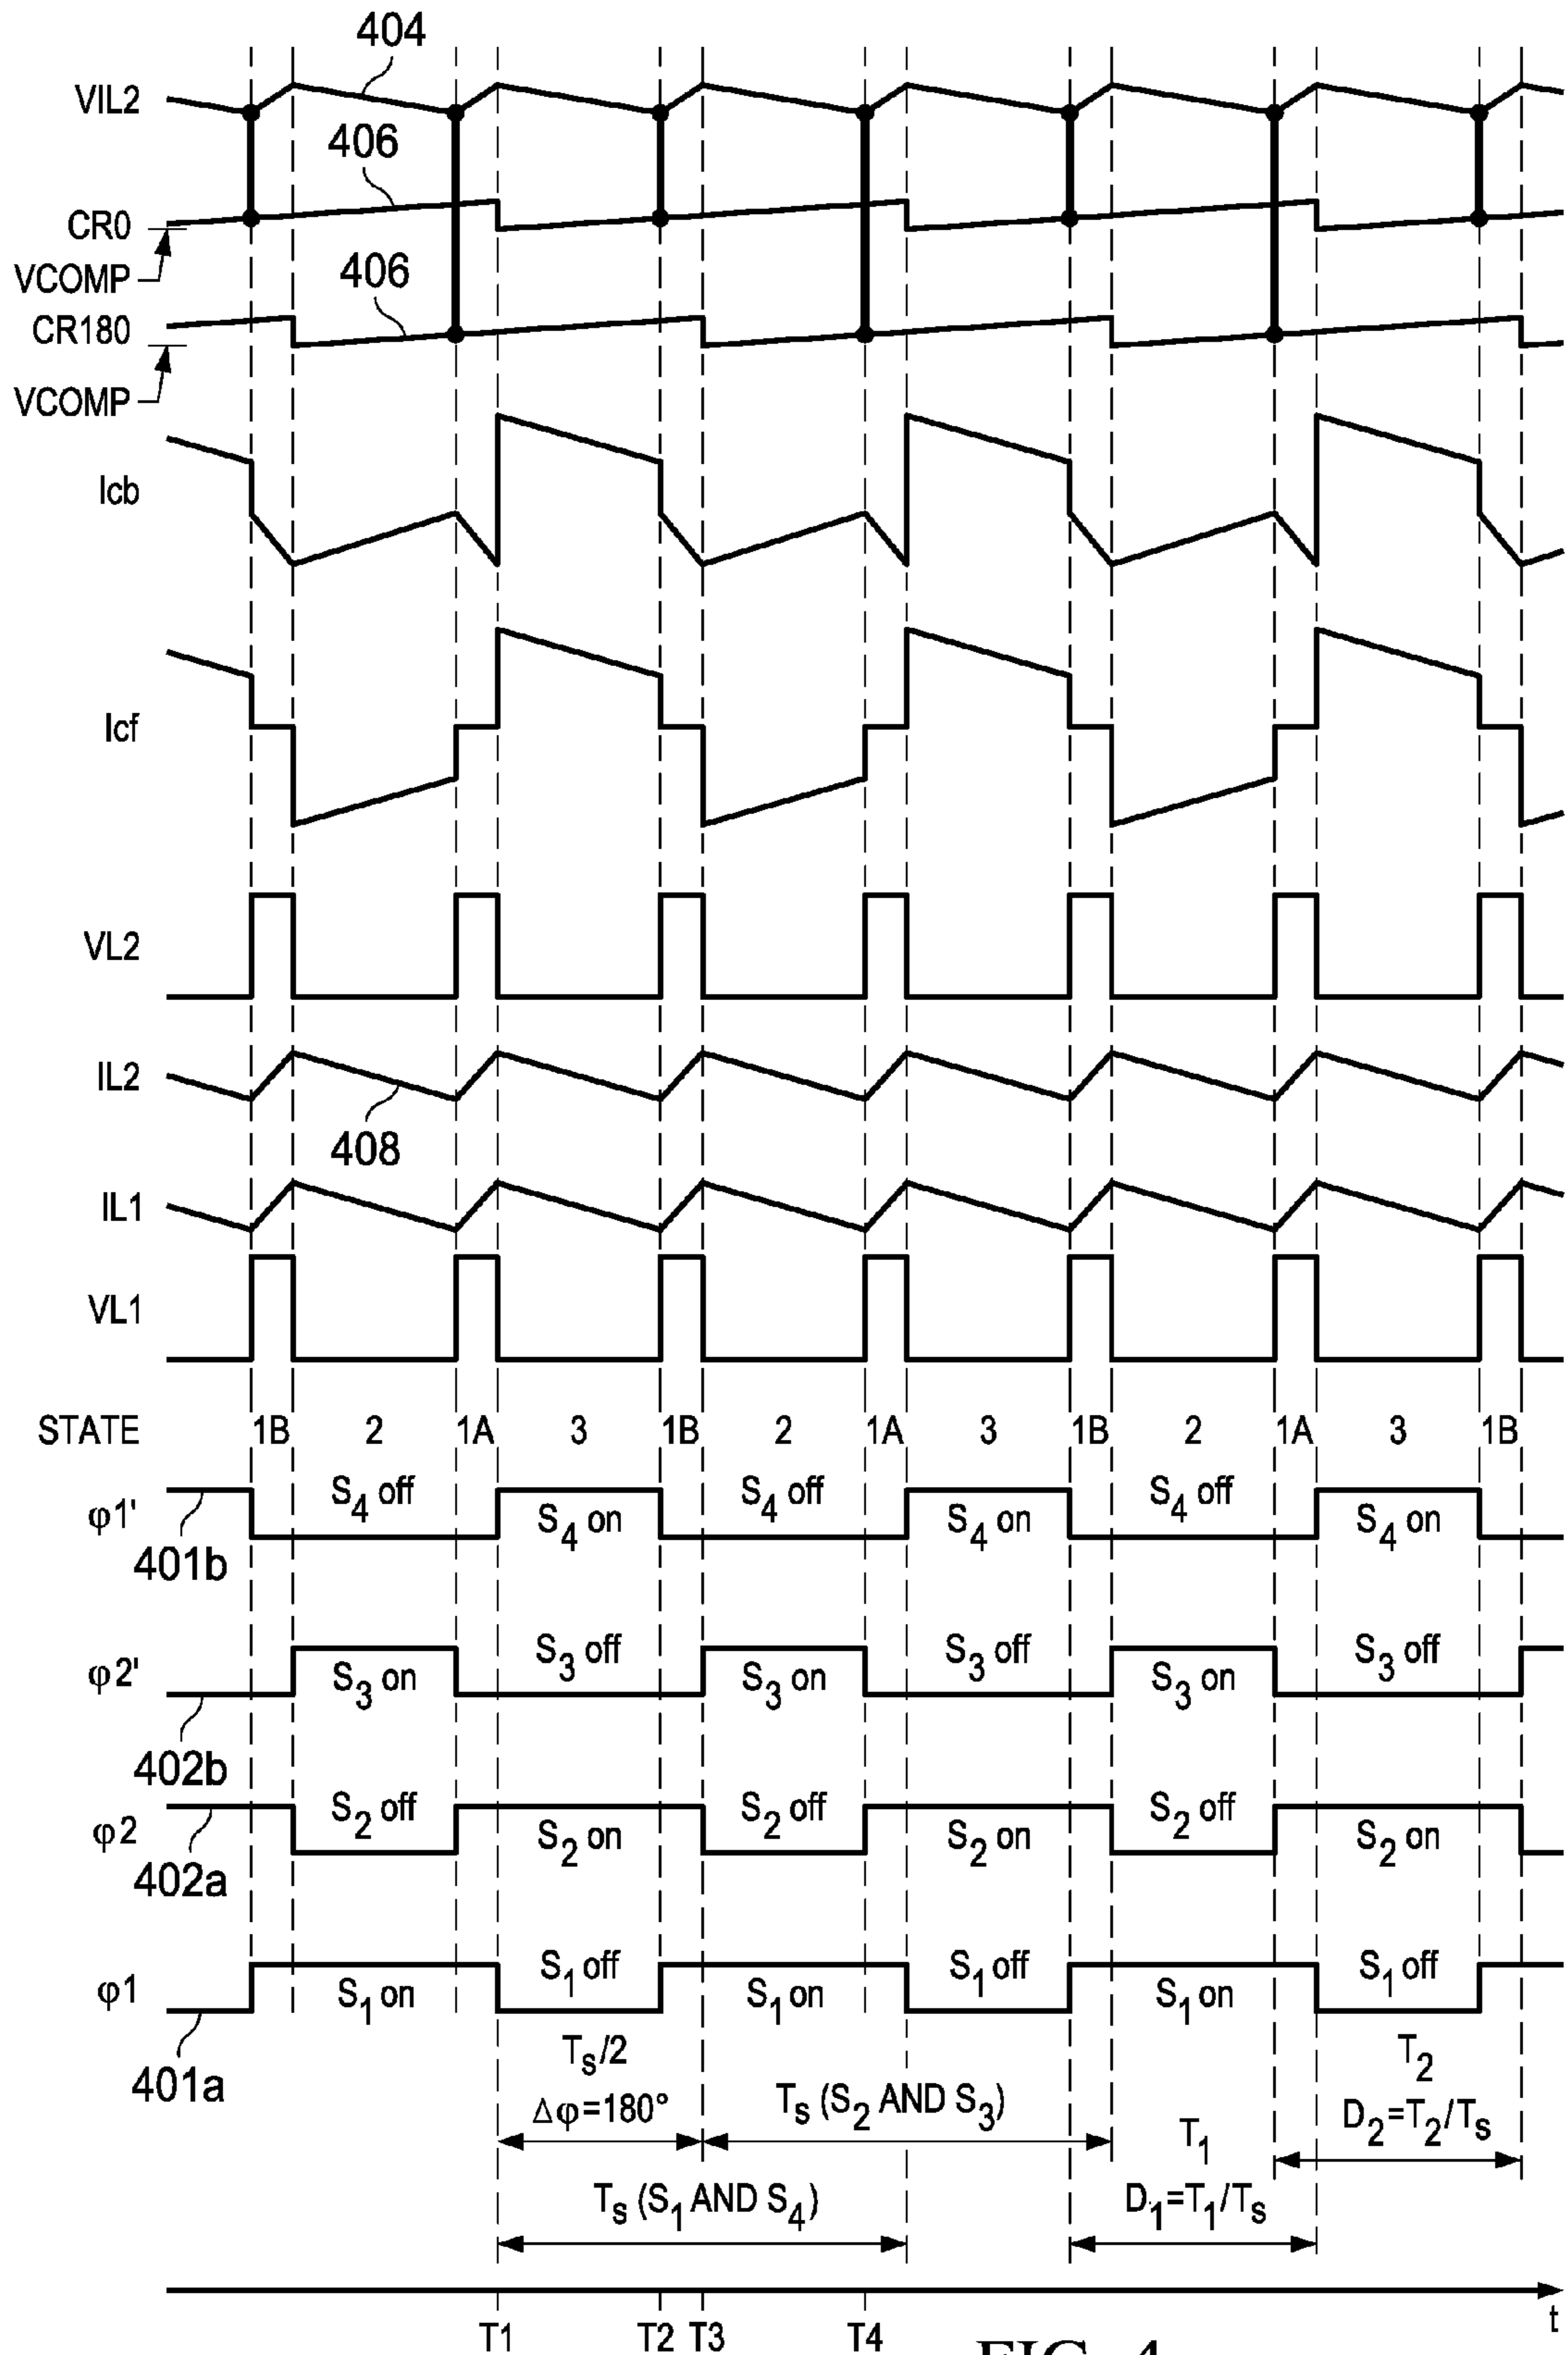 404
VIL2
406
CR0
VCOMP
406
CR180
VCOMP
Icb
Icf
VL2
IL2
408
IL1
VL1
STATE 1B 2 1A 3 1B 2 1A 3 1B 2 1A 3 1B
φ1' S4 off S4 on S4 off S4 on S4 off S4 on
401b
φ2' S3 on S3 off S3 on S3 off S3 on S3 off
402b
φ2 S2 off S2 on S2 off S2 on S2 off S2 on
402a
φ1 S1 on S1 off S1 on S1 off S1 on S1 off
401a
Ts/2
Δφ=180°
Ts (S2 AND S3)
T2
D2=T2/Ts
T1
D1=T1/Ts
Ts (S1 AND S4)
T1 T2 T3 T4 t